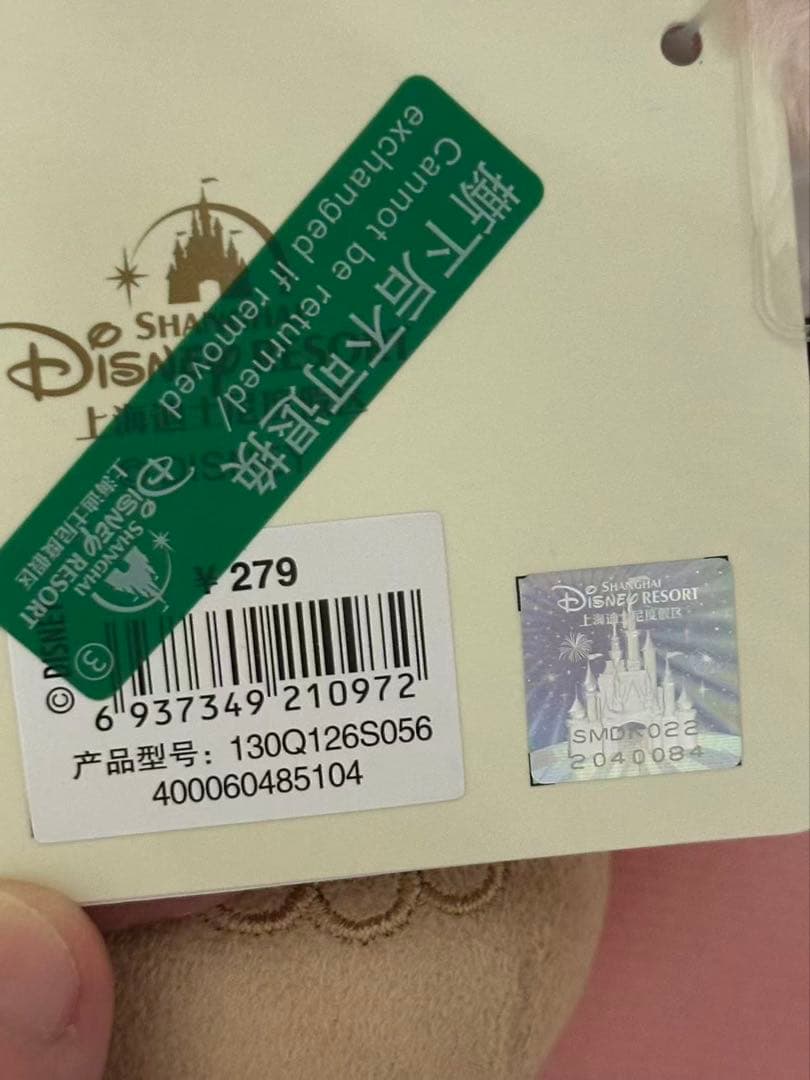 撕下后不可退换
Cannot be returned/
exchanged if removed
SHANGHAI
DISNEY RESORT
上海迪士尼度假区
SHANGHAI
DISNEY RESORT
上海迪士尼度假区
© DISNEY
③
¥ 279
6 937349 210972
产品型号：130Q126S056
400060485104
SHANGHAI
DISNEY RESORT
上海迪士尼度假区
SMDK022
2040084